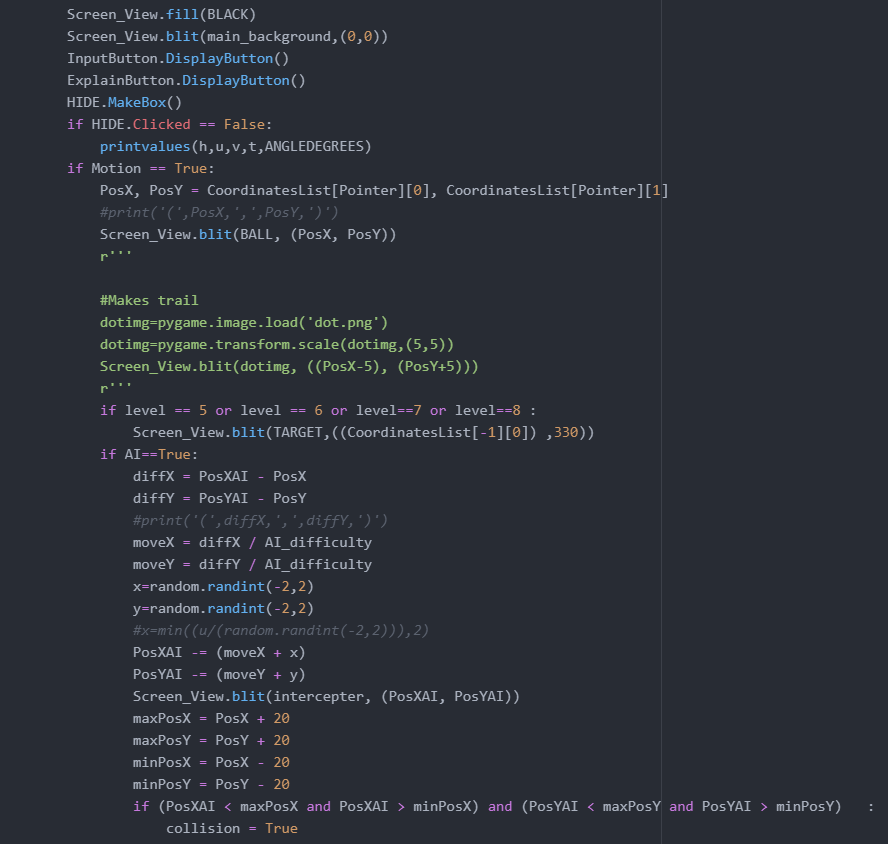 Screen_View.fill(BLACK)
Screen_View.blit(main_background,(0,0))
InputButton.DisplayButton()
ExplainButton.DisplayButton()
HIDE.MakeBox()
if HIDE.Clicked == False:
    printvalues(h,u,v,t,ANGLEDEGREES)
if Motion == True:
    PosX, PosY = CoordinatesList[Pointer][0], CoordinatesList[Pointer][1]
    #print('(',PosX,',',PosY,')')
    Screen_View.blit(BALL, (PosX, PosY))
    r'''

    #Makes trail
    dotimg=pygame.image.load('dot.png')
    dotimg=pygame.transform.scale(dotimg,(5,5))
    Screen_View.blit(dotimg, ((PosX-5), (PosY+5)))
    r'''
    if level == 5 or level == 6 or level==7 or level==8 :
        Screen_View.blit(TARGET,((CoordinatesList[-1][0]) ,330))
    if AI==True:
        diffX = PosXAI - PosX
        diffY = PosYAI - PosY
        #print('(',diffX,',',diffY,')')
        moveX = diffX / AI_difficulty
        moveY = diffY / AI_difficulty
        x=random.randint(-2,2)
        y=random.randint(-2,2)
        #x=min((u/(random.randint(-2,2))),2)
        PosXAI -= (moveX + x)
        PosYAI -= (moveY + y)
        Screen_View.blit(intercepter, (PosXAI, PosYAI))
        maxPosX = PosX + 20
        maxPosY = PosY + 20
        minPosX = PosX - 20
        minPosY = PosY - 20
        if (PosXAI < maxPosX and PosXAI > minPosX) and (PosYAI < maxPosY and PosYAI > minPosY)   :
            collision = True